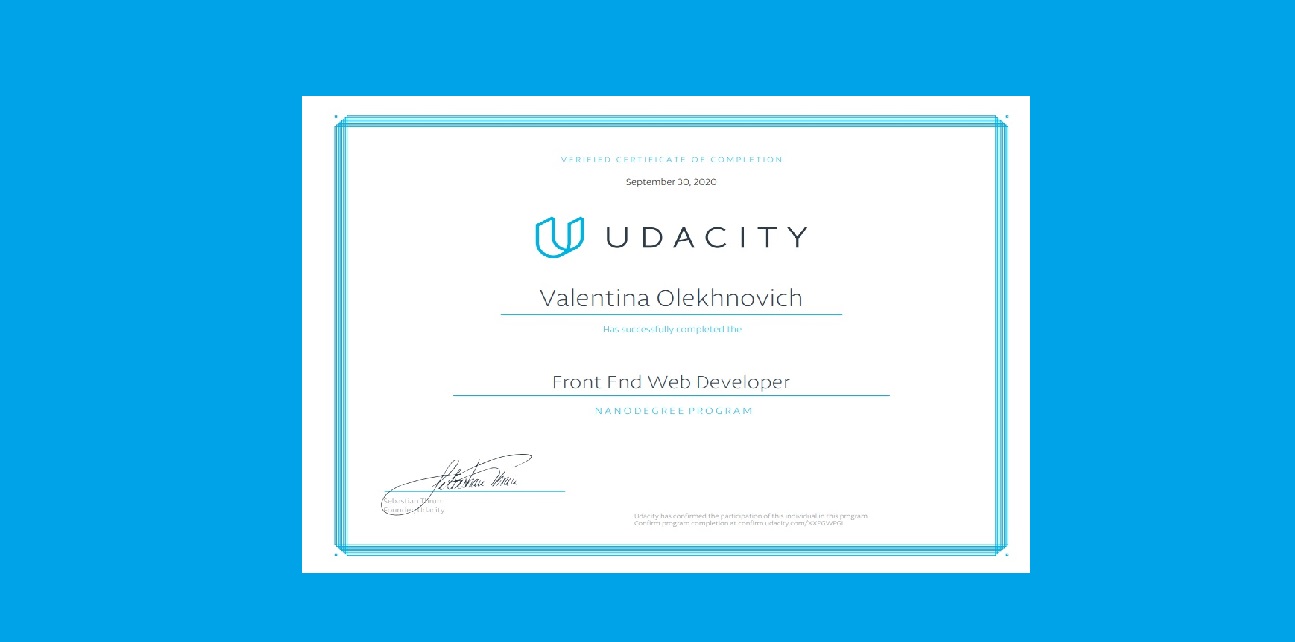 VERIFIED CERTIFICATE OF COMPLETION
September 30, 2020
UDACITY
Valentina Olekhnovich
Has successfully completed the
Front End Web Developer
NANODEGREE PROGRAM
Sebastian Thrun
Sebastian Thrun
Founder, Udacity
Udacity has confirmed the participation of this individual in this program.
Confirm program completion at confirm.udacity.com/